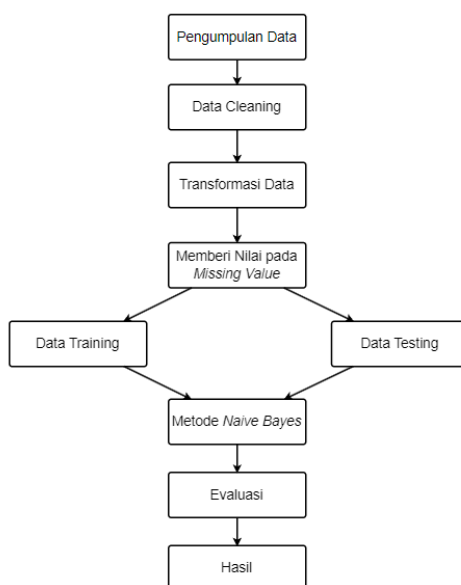 Pengumpulan Data
Data Cleaning
Transformasi Data
Memberi Nilai pada
Missing Value
Data Training
Data Testing
Metode Naive Bayes
Evaluasi
Hasil